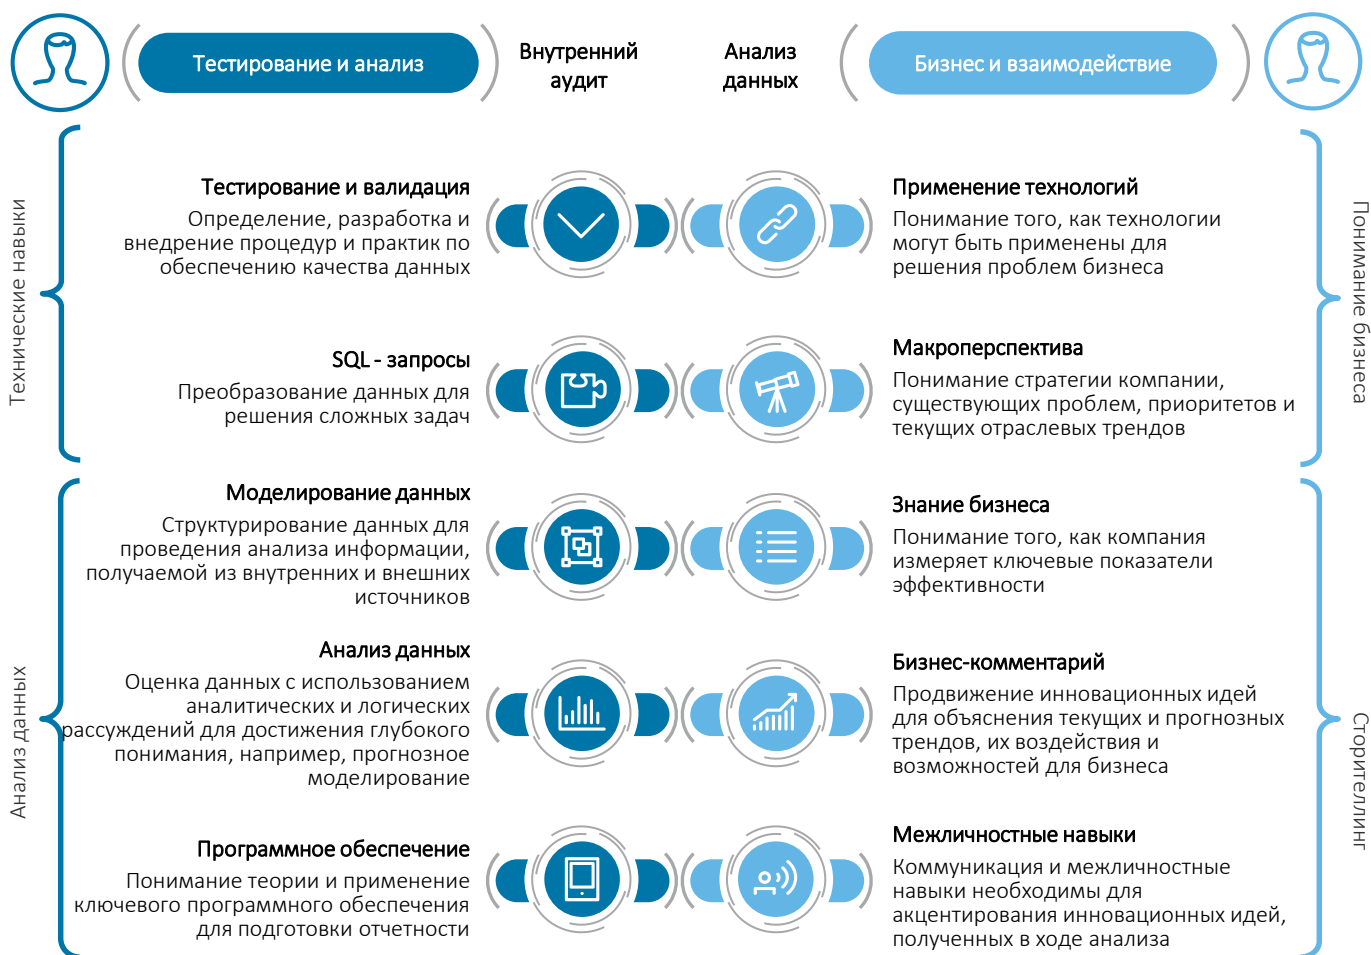 Тестирование и анализ
Внутренний
аудит
Анализ
данных
Бизнес и взаимодействие
Технические навыки
Тестирование и валидация
Определение, разработка и
внедрение процедур и практик по
обеспечению качества данных
SQL - запросы
Преобразование данных для
решения сложных задач
Анализ данных
Моделирование данных
Структурирование данных для
проведения анализа информации,
получаемой из внутренних и внешних
источников
Анализ данных
Оценка данных с использованием
аналитических и логических
рассуждений для достижения глубокого
понимания, например, прогнозное
моделирование
Программное обеспечение
Понимание теории и применение
ключевого программного обеспечения
для подготовки отчетности
Применение технологий
Понимание того, как технологии
могут быть применены для
решения проблем бизнеса
Макроперспектива
Понимание стратегии компании,
существующих проблем, приоритетов и
текущих отраслевых трендов
Понимание бизнеса
Знание бизнеса
Понимание того, как компания
измеряет ключевые показатели
эффективности
Бизнес-комментарий
Продвижение инновационных идей
для объяснения текущих и прогнозных
трендов, их воздействия и
возможностей для бизнеса
Межличностные навыки
Коммуникация и межличностные
навыки необходимы для
акцентирования инновационных идей,
полученных в ходе анализа
Сторителлинг